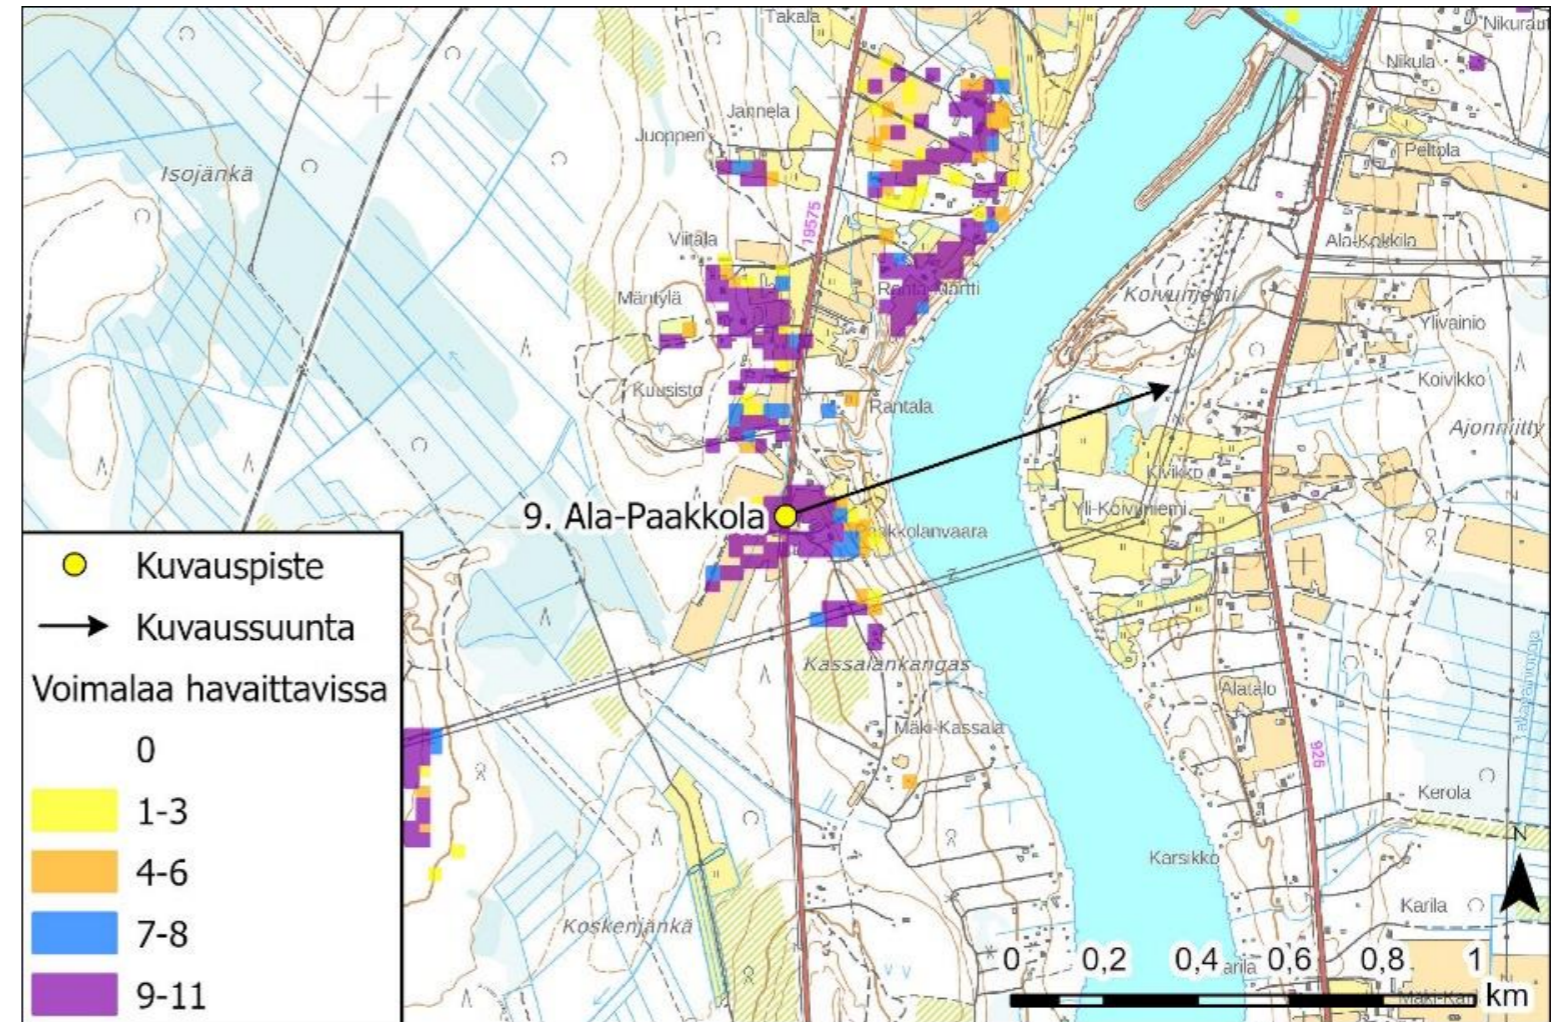 Takala
Nikula
Jannela
Juopperi
Peltola
Isojänkä
19575
Viitala
Ala-Kokkila
Mäntylä
Koivuniemi
Ylivainio
Kuusisto
Rantala
Koivikko
Ajonniitty
Kivikko
9. Ala-Paakkola
Yli-Koivuniemi
Kuvauspiste
Kuvaussuunta
Voimalaa havaittavissa
0
1-3
4-6
7-8
9-11
Kassalankangas
Alatalo
Mäki-Kassala
926
Kerola
N
Karsikko
Karila
Koskenjänkä
0 0,2 0,4 0,6 0,8 1
km